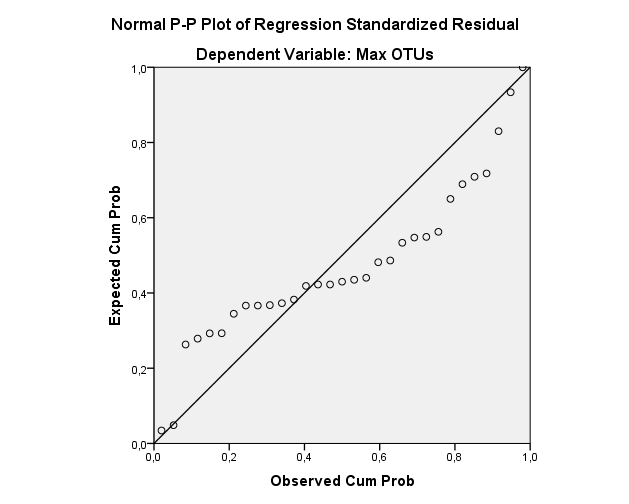 Normal P-P Plot of Regression Standardized Residual
Dependent Variable: Max OTUs
1,0
0,8
0,6
0,4
0,2
0,0
Expected Cum Prob
0,0 0,2 0,4 0,6 0,8 1,0
Observed Cum Prob